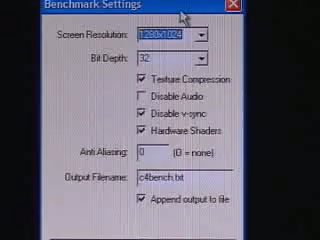 Benchmark Settings
Screen Resolution: 1280x1024
Bit Depth: 32
Texture Compression
Disable Audio
Disable v-sync
Hardware Shaders
Anti Aliasing: 0 (0 = none)
Output Filename: c4bench.txt
Append output to file